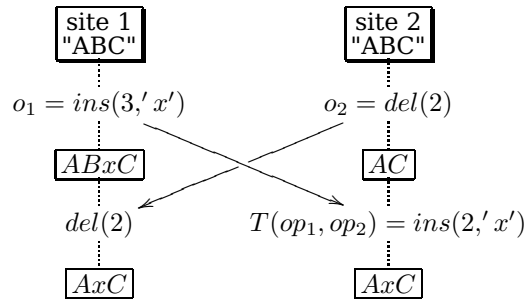 site 1 site 2
"ABC" "ABC"
o₁ = ins(3,′ x′) o₂ = del(2)
ABxC AC
del(2) T(op₁, op₂) = ins(2,′ x′)
AxC AxC